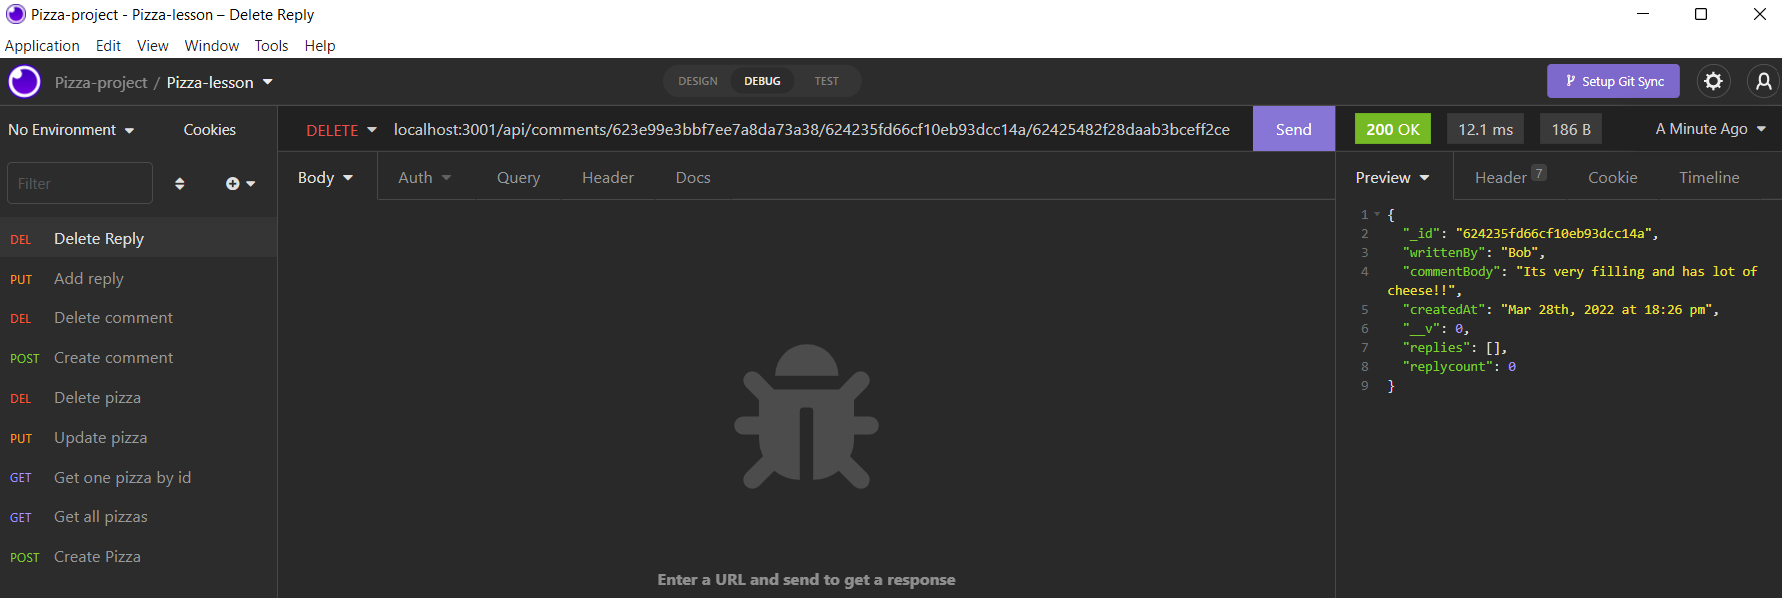 Pizza-project - Pizza-lesson – Delete Reply
Application Edit View Window Tools Help
Pizza-project / Pizza-lesson
DESIGN DEBUG TEST
Setup Git Sync
No Environment Cookies
DELETE localhost:3001/api/comments/623e99e3bbf7ee7a8da73a38/624235fd66cf10eb93dcc14a/62425482f28daab3bceff2ce Send
200 OK 12.1 ms 186 B A Minute Ago
Filter
Body Auth Query Header Docs
Preview Header 7 Cookie Timeline
DEL Delete Reply
PUT Add reply
DEL Delete comment
POST Create comment
DEL Delete pizza
PUT Update pizza
GET Get one pizza by id
GET Get all pizzas
POST Create Pizza
Enter a URL and send to get a response
1 {
2 "_id": "624235fd66cf10eb93dcc14a",
3 "writtenBy": "Bob",
4 "commentBody": "Its very filling and has lot of
cheese!!",
5 "createdAt": "Mar 28th, 2022 at 18:26 pm",
6 "__v": 0,
7 "replies": [],
8 "replycount": 0
9 }